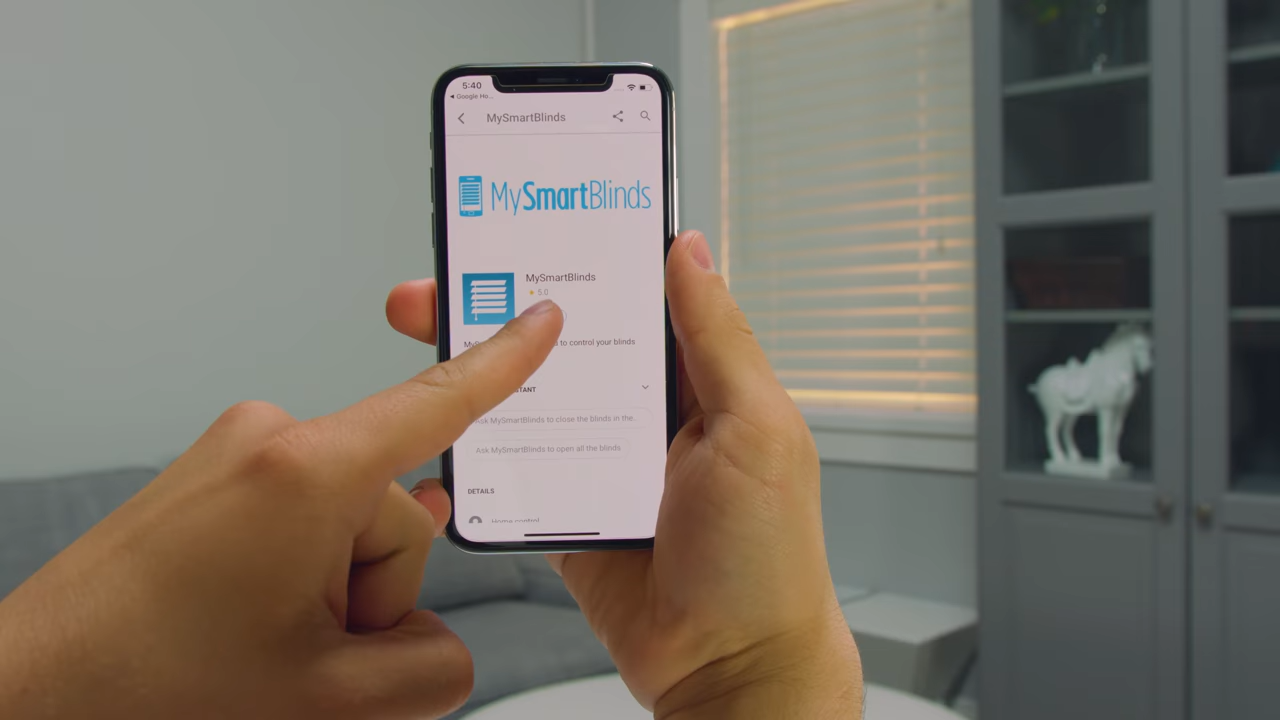 5:40
◀ Google Ho...
MySmartBlinds
MySmartBlinds
MySmartBlinds
★ 5.0
to control your blinds
Ask MySmartBlinds to close the blinds in the...
Ask MySmartBlinds to open all the blinds
DETAILS
Home control